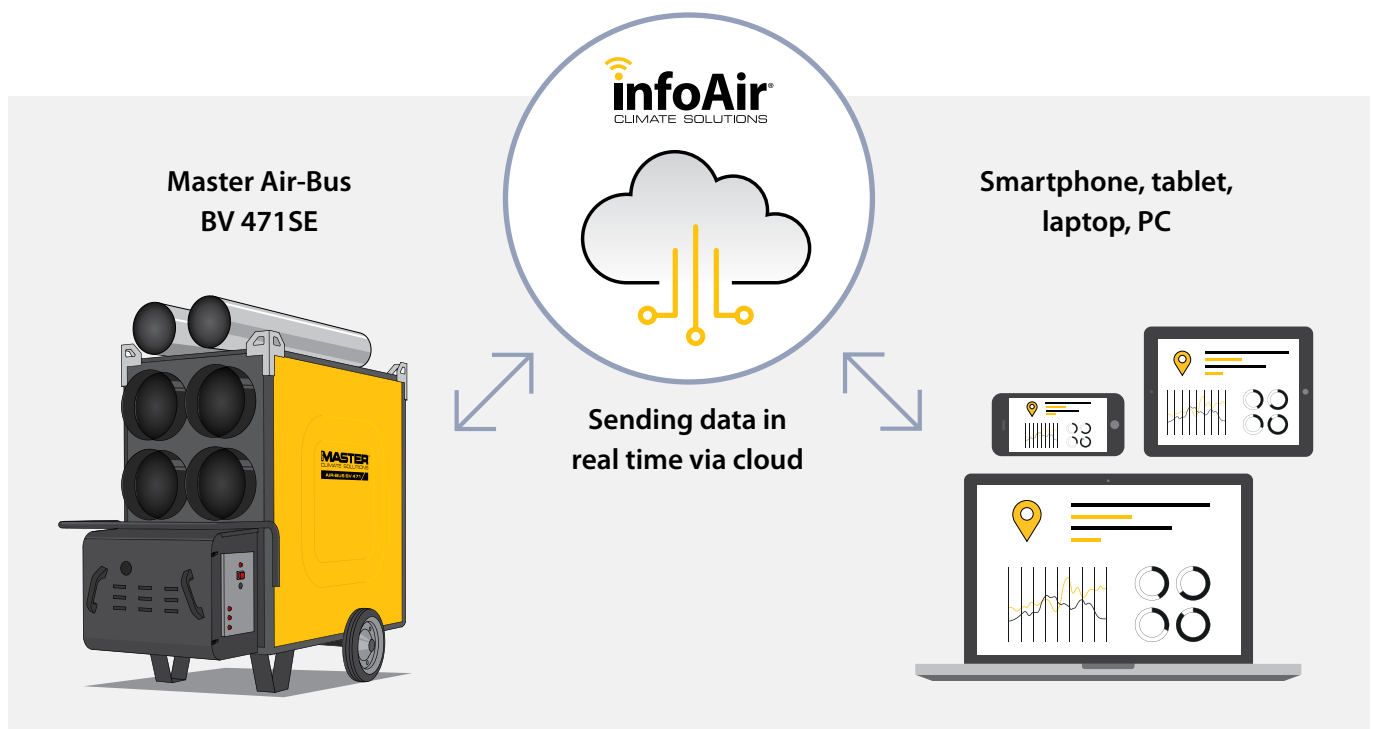 infoAir®
CLIMATE SOLUTIONS
Master Air-Bus
BV 471SE
Smartphone, tablet,
laptop, PC
Sending data in
real time via cloud
MASTER
CLIMATE SOLUTIONS
AIR-BUS BV 471